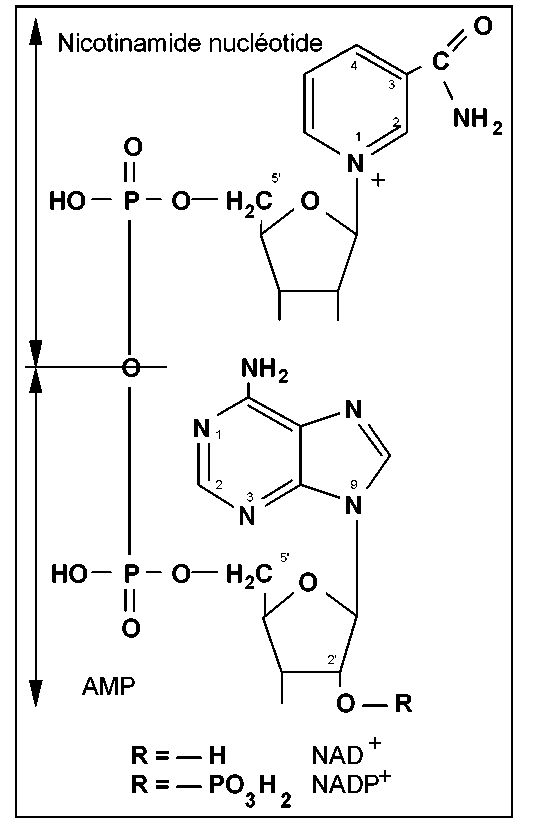 Nicotinamide nucléotide
O
C
NH2
4
3
2
1
N
+
O
HO P O H2C 5' O
O
NH2
N 1
2
N 3
N
9
N
HO P O H2C 5' O
O
2'
O R
AMP
R = — H NAD+
R = — PO3H2 NADP+